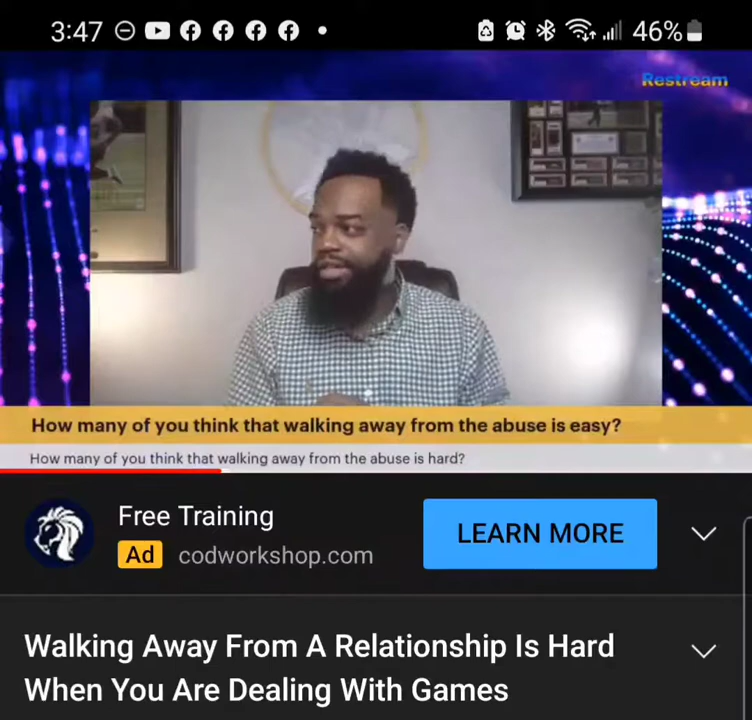 3:47 46%
Restream
How many of you think that walking away from the abuse is easy?
How many of you think that walking away from the abuse is hard?
Free Training
LEARN MORE
Ad codworkshop.com
Walking Away From A Relationship Is Hard
When You Are Dealing With Games